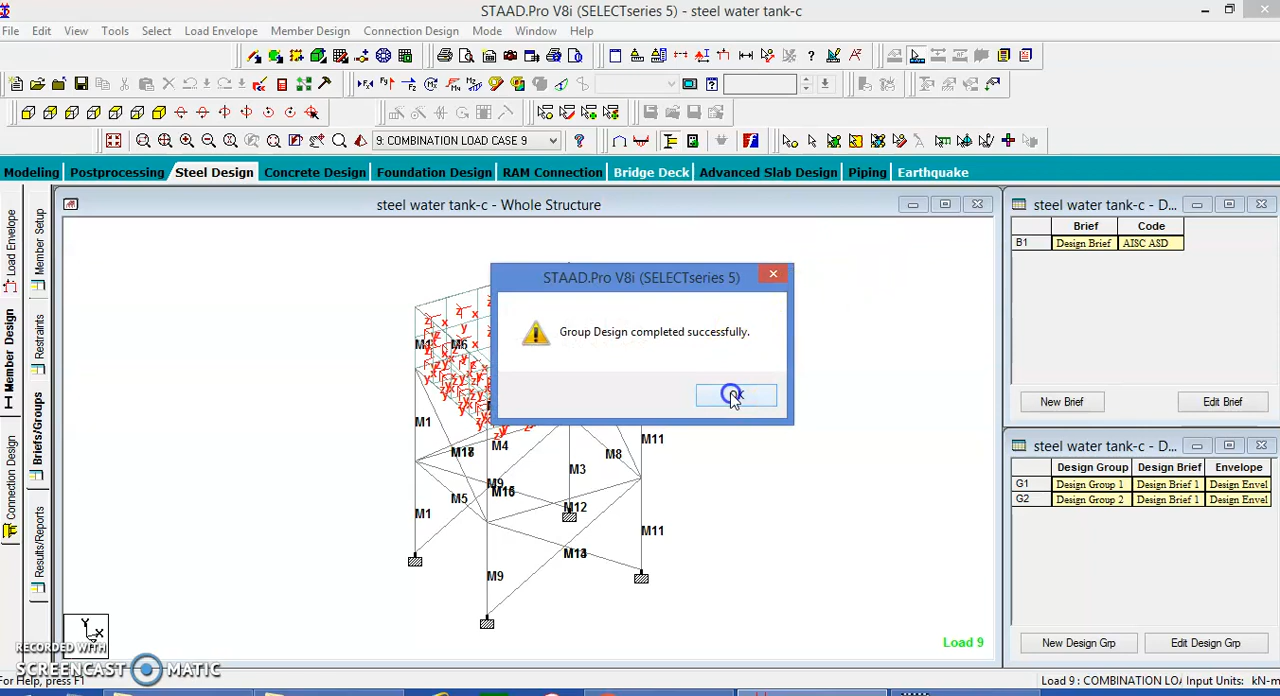 STAAD.Pro V8i (SELECTseries 5) - steel water tank-c
File Edit View Tools Select Load Envelope Member Design Connection Design Mode Window Help
9: COMBINATION LOAD CASE 9
Modeling Postprocessing Steel Design Concrete Design Foundation Design RAM Connection Bridge Deck Advanced Slab Design Piping Earthquake
Load Envelope
Member Design
Connection Design
Member Setup
Restraints
Briefs/Groups
Results/Reports
steel water tank-c - Whole Structure
STAAD.Pro V8i (SELECTseries 5)
Group Design completed successfully.
M1
M6
M1
M4
M11
M8
M3
M5
M12
M1
M11
M9
Load 9
Y
X
steel water tank-c - D...
Brief Code
B1 Design Brief AISC ASD
New Brief Edit Brief
steel water tank-c - D...
Design Group Design Brief Envelope
G1 Design Group 1 Design Brief 1 Design Envel
G2 Design Group 2 Design Brief 1 Design Envel
New Design Grp Edit Design Grp
RECORDED WITH
SCREENCAST MATIC
For Help, press F1
Load 9 : COMBINATION LOA Input Units: kN-m